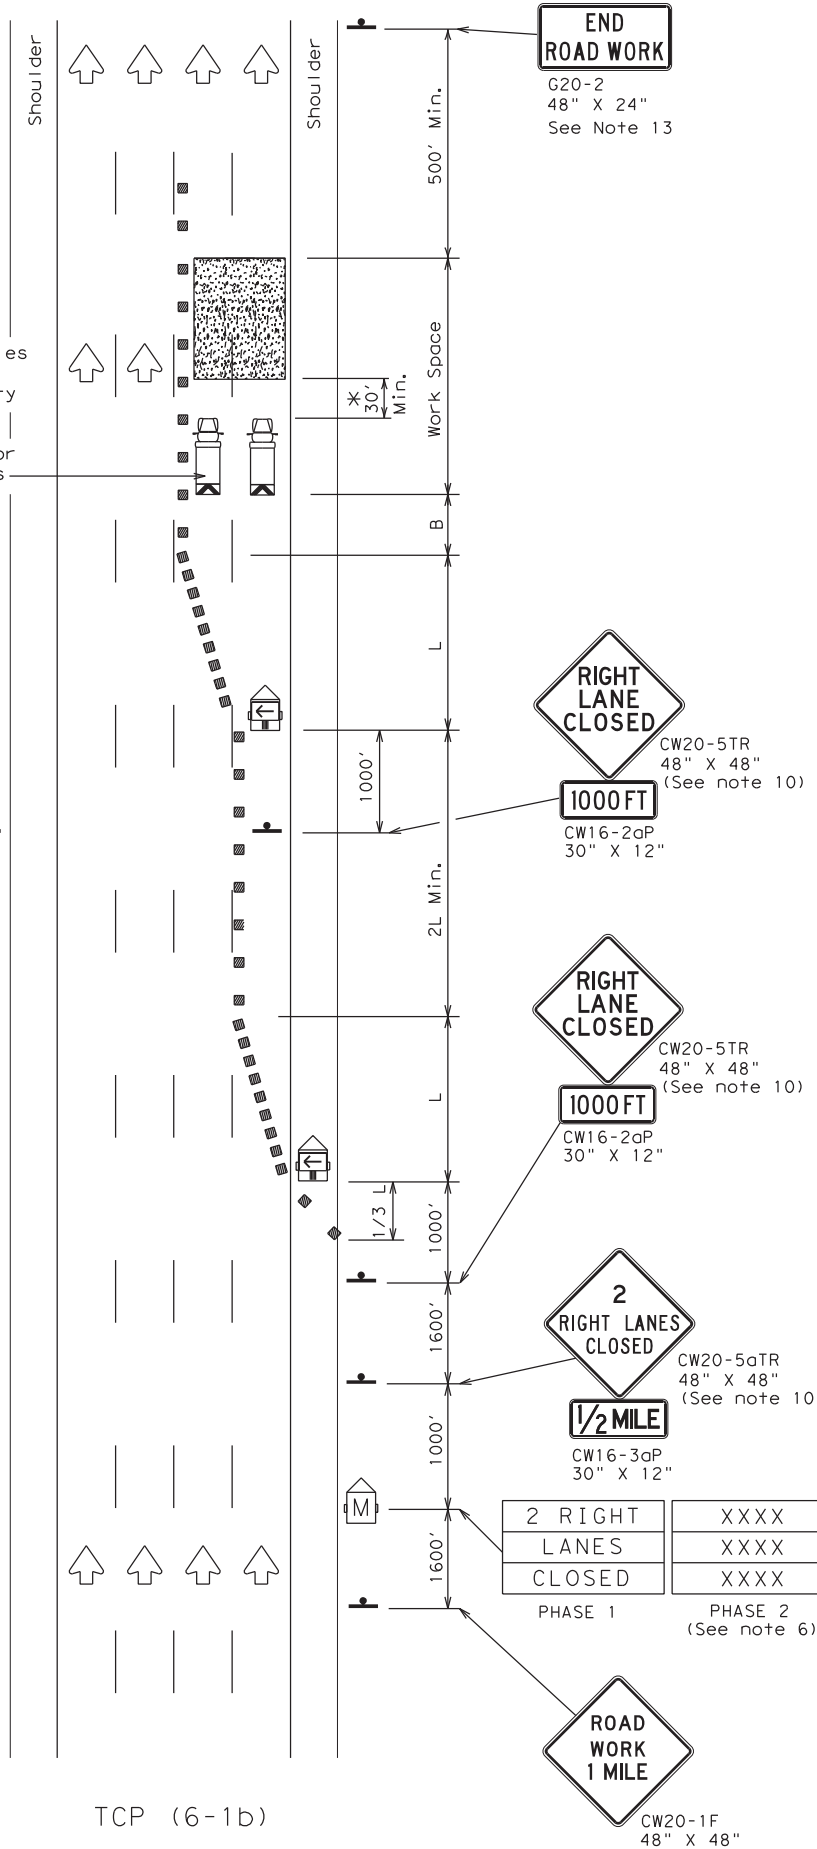 END
ROAD WORK
G20-2
48" X 24"
See Note 13
Shoulder
Shoulder
500' Min.
es
ry
or
s
* 30' Min.
Work Space
B
L
RIGHT
LANE
CLOSED
CW20-5TR
48" X 48"
(See note 10)
1000 FT
CW16-2aP
30" X 12"
1000'
2L Min.
RIGHT
LANE
CLOSED
CW20-5TR
48" X 48"
(See note 10)
1000 FT
CW16-2aP
30" X 12"
L
1/3 L
1000'
1600'
2
RIGHT LANES
CLOSED
CW20-5aTR
48" X 48"
(See note 10
1/2 MILE
CW16-3aP
30" X 12"
1000'
M
2 RIGHT XXXX
LANES XXXX
CLOSED XXXX
PHASE 1 PHASE 2
(See note 6)
1600'
ROAD
WORK
1 MILE
CW20-1F
48" X 48"
TCP (6-1b)